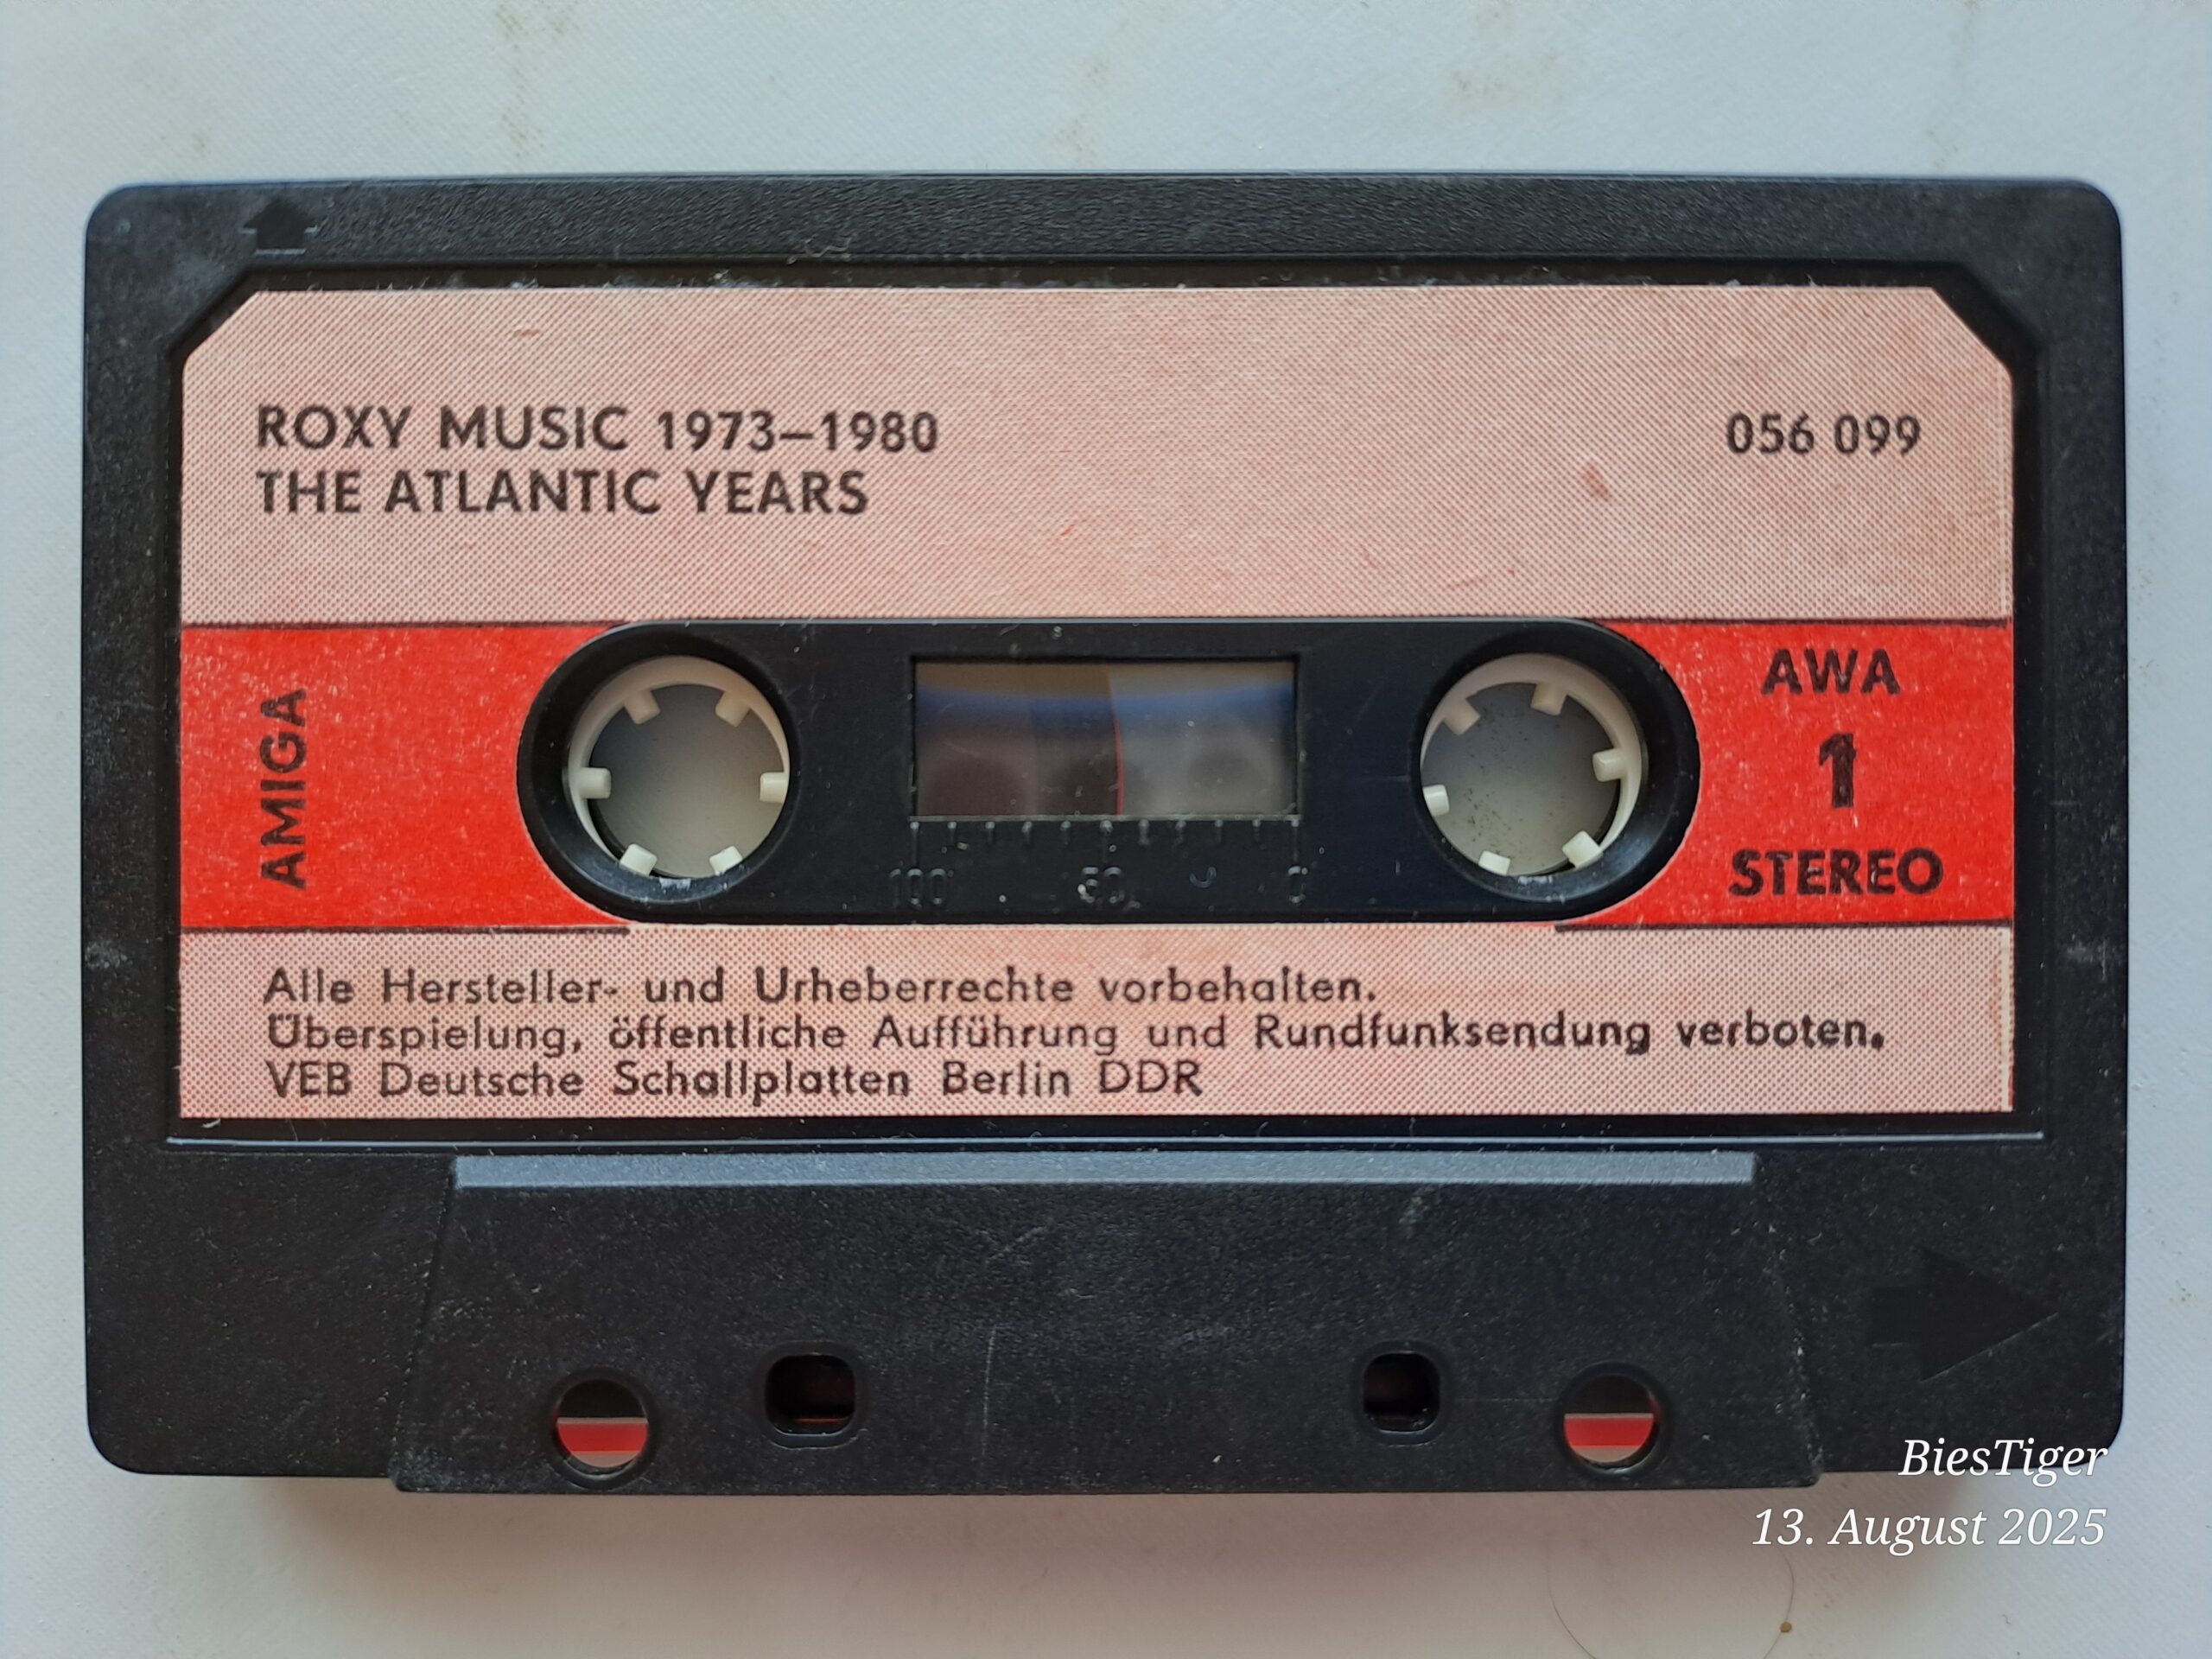 ROXY MUSIC 1973–1980
THE ATLANTIC YEARS
056 099
AMIGA
AWA
1
STEREO
100 50 0
Alle Hersteller- und Urheberrechte vorbehalten.
Überspielung, öffentliche Aufführung und Rundfunksendung verboten.
VEB Deutsche Schallplatten Berlin DDR
BiesTiger
13. August 2025